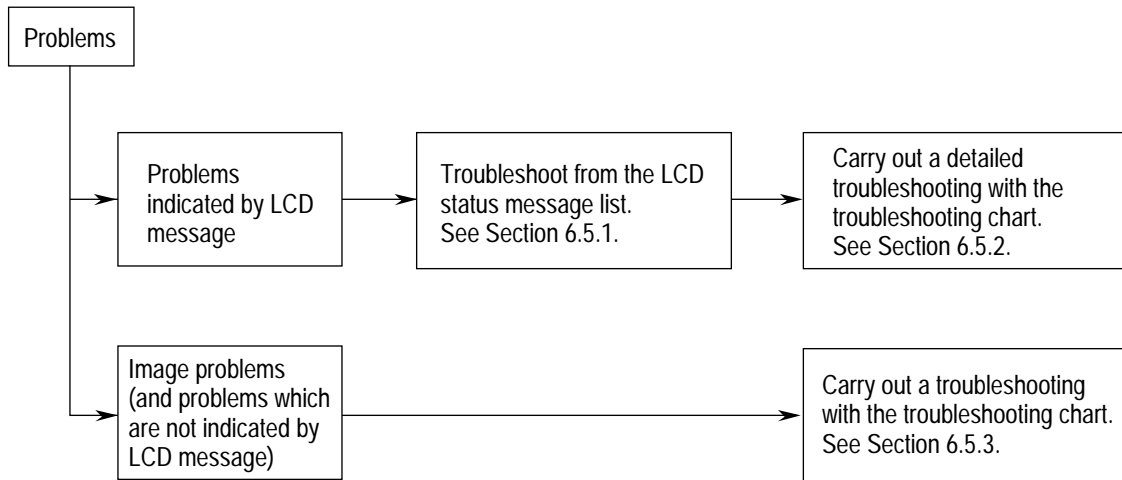 Problems
Problems
indicated by LCD
message
Troubleshoot from the LCD
status message list.
See Section 6.5.1.
Carry out a detailed
troubleshooting with the
troubleshooting chart.
See Section 6.5.2.
Image problems
(and problems which
are not indicated by
LCD message)
Carry out a troubleshooting
with the troubleshooting chart.
See Section 6.5.3.